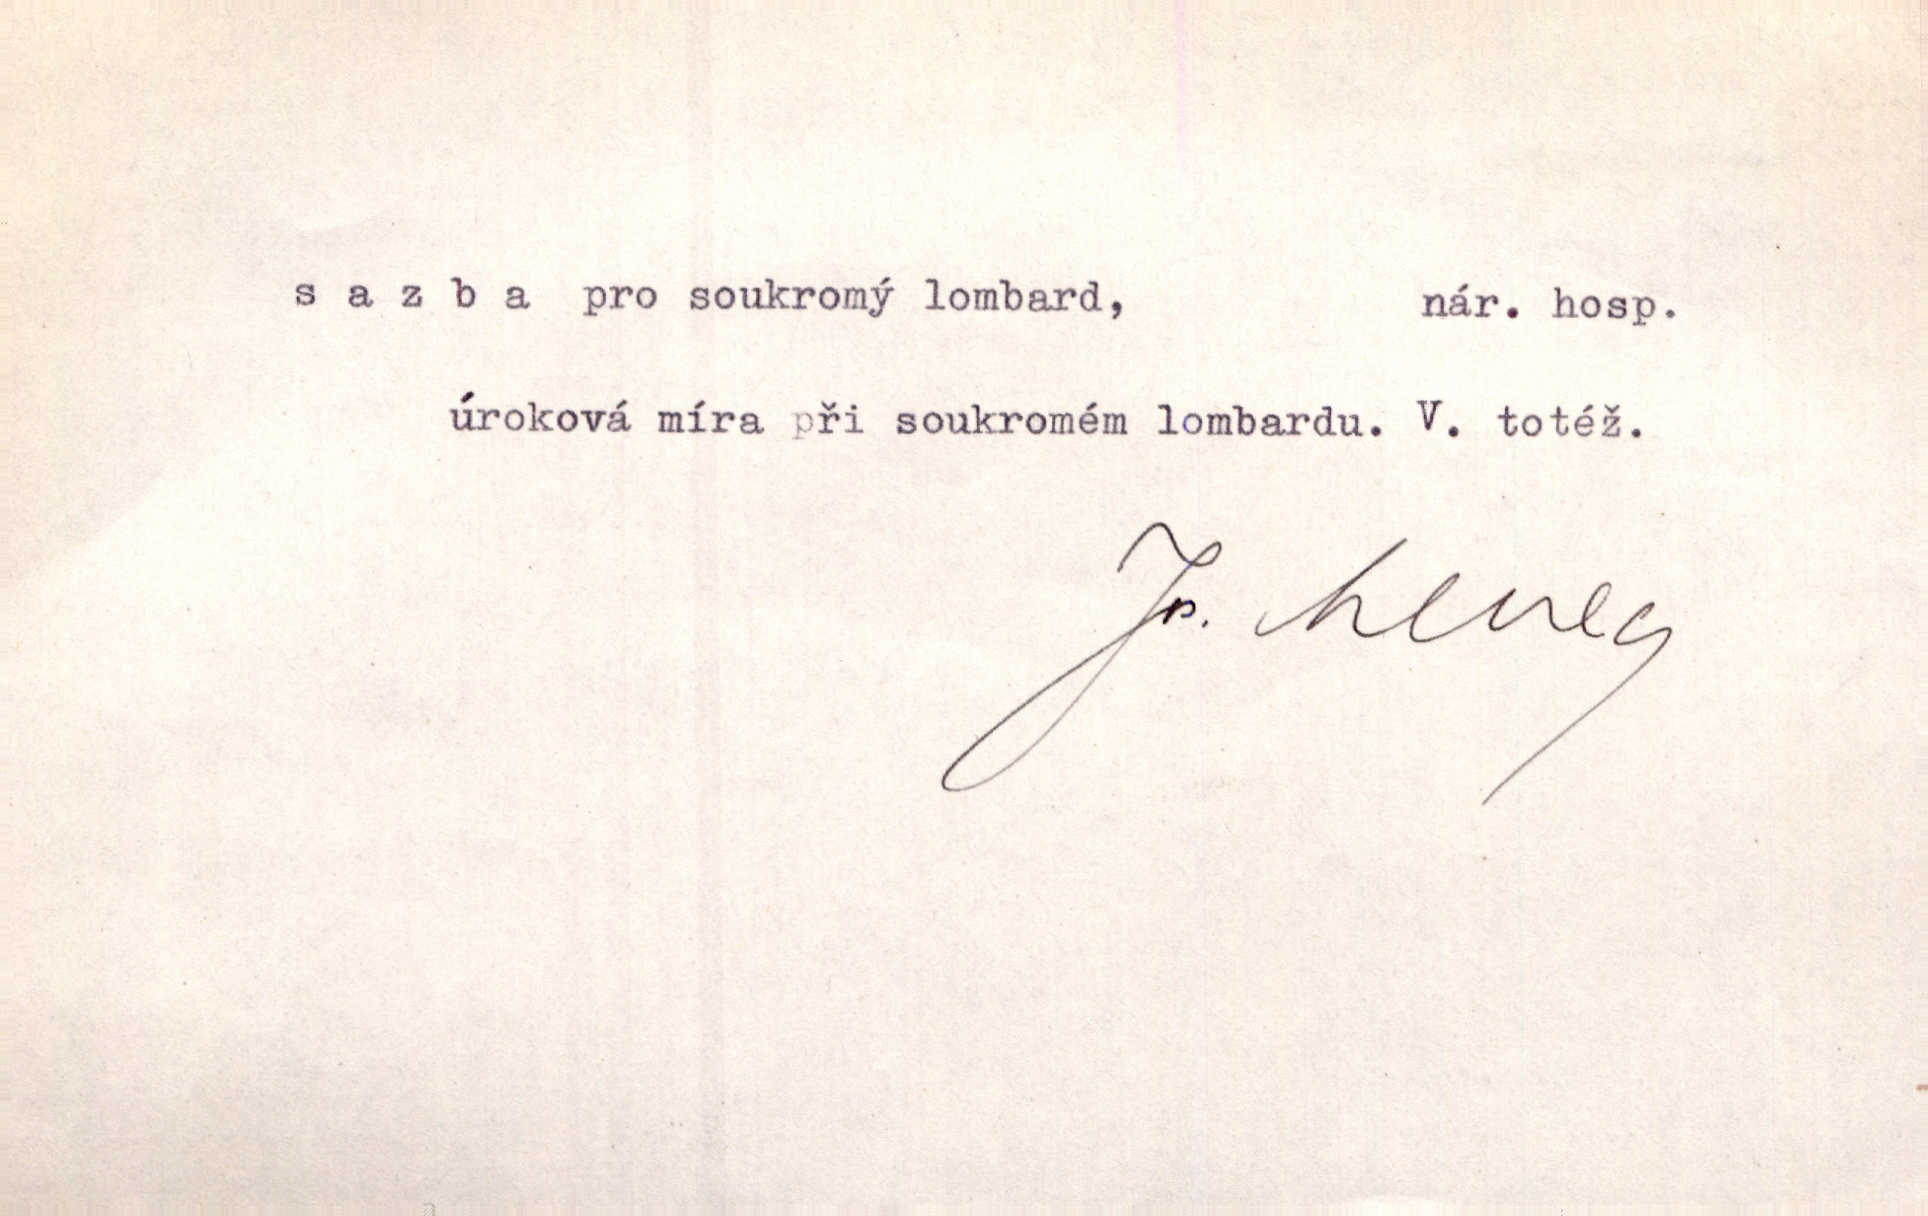 s a z b a pro soukromý lombard, nár. hosp.
úroková míra při soukromém lombardu. V. totéž.